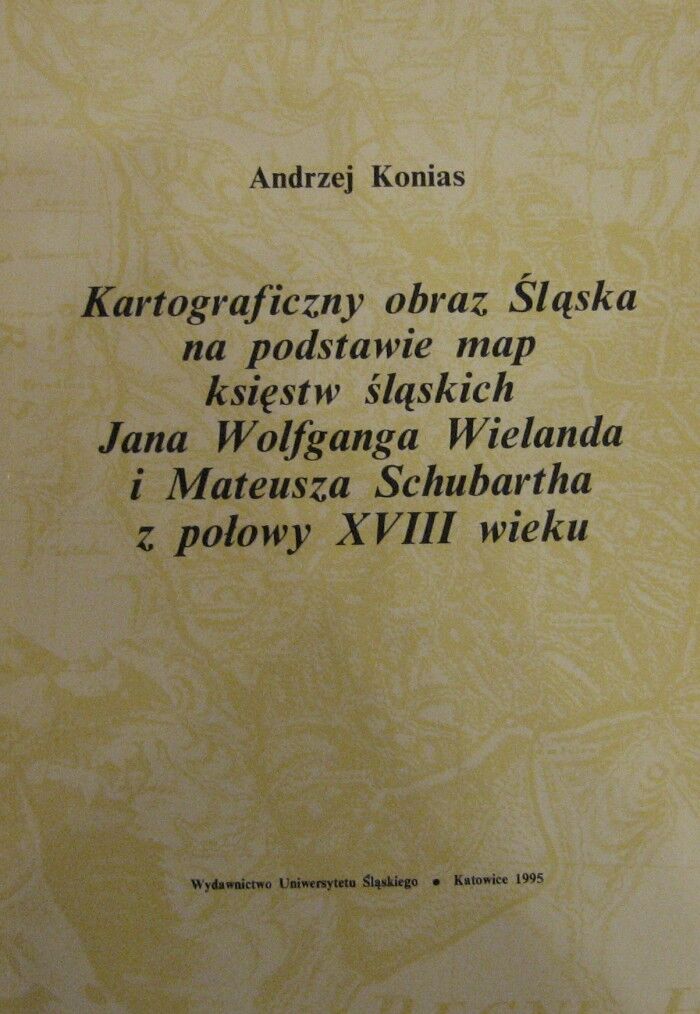 Andrzej Konias
Kartograficzny obraz Śląska
na podstawie map
księstw śląskich
Jana Wolfganga Wielanda
i Mateusza Schubartha
z połowy XVIII wieku
Wydawnictwo Uniwersytetu Śląskiego • Katowice 1995